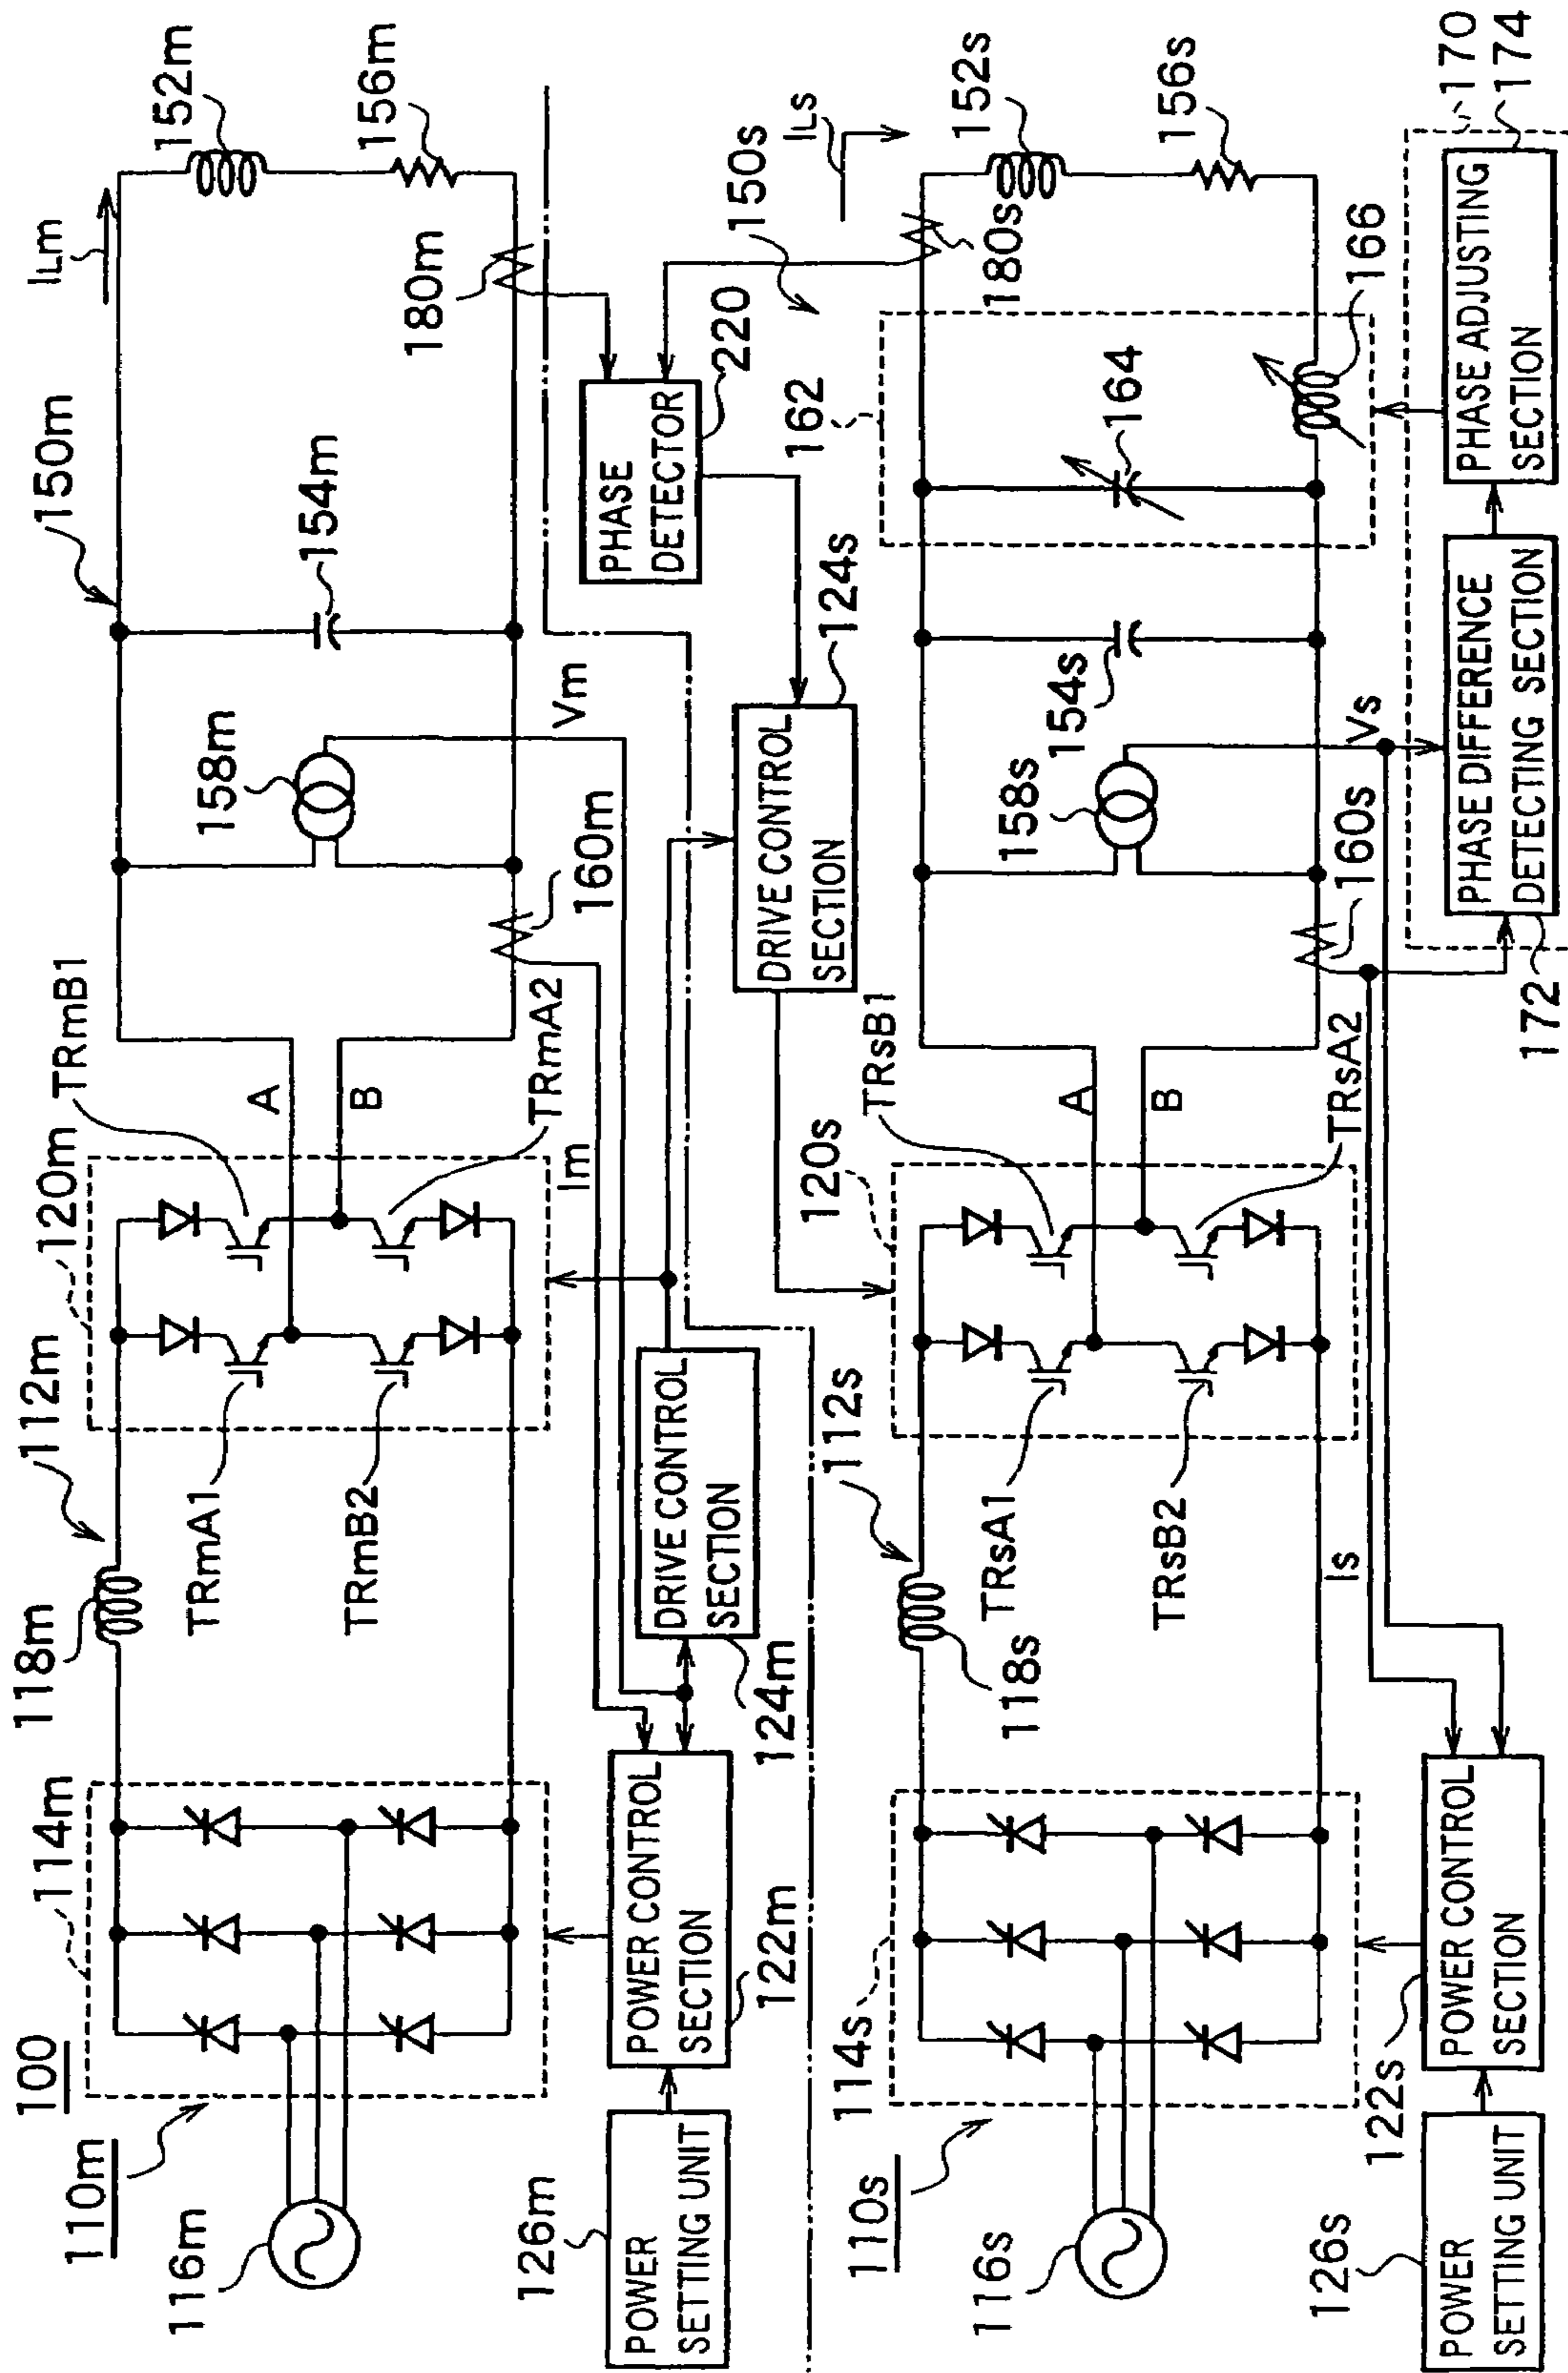 100
110m
114m
118m
112m
120m
TRmB1
150m
ILm
152m
116m
TRmA1
TRmB2
A
B
TRmA2
158m
154m
156m
180m
Im
160m
Vm
126m
POWER
SETTING UNIT
POWER CONTROL
SECTION
122m
124m
DRIVE CONTROL
SECTION
DRIVE CONTROL
SECTION
124s
PHASE
DETECTOR
220
162
150s
ILs
110s
114s
112s
120s
TRsB1
118s
116s
TRsA1
TRsB2
A
B
TRsA2
158s
154s
164
180s
152s
156s
166
Is
160s
Vs
126s
POWER
SETTING UNIT
122s
POWER CONTROL
SECTION
172
PHASE DIFFERENCE
DETECTING SECTION
PHASE ADJUSTING
SECTION
170
174